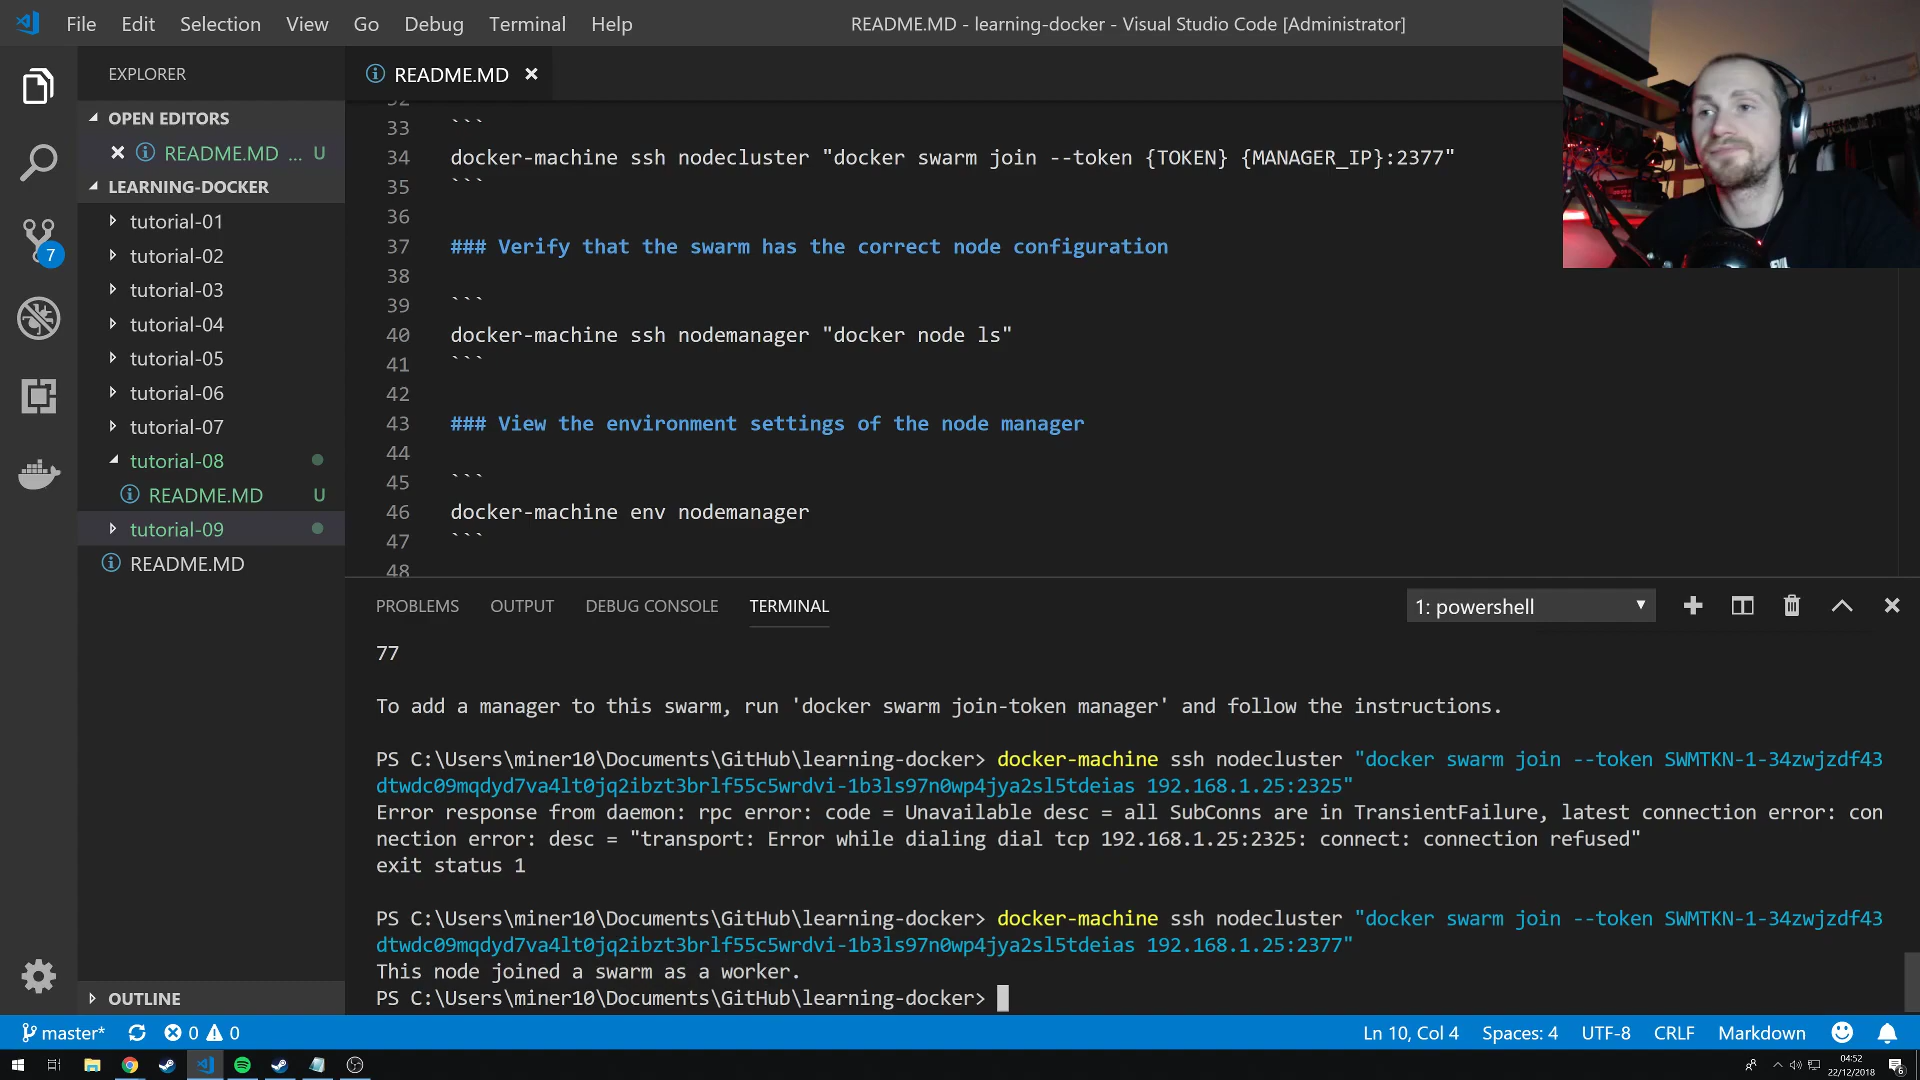 File Edit Selection View Go Debug Terminal Help
README.MD - learning-docker - Visual Studio Code [Administrator]
EXPLORER
OPEN EDITORS
README.MD ... U
LEARNING-DOCKER
tutorial-01
tutorial-02
tutorial-03
tutorial-04
tutorial-05
tutorial-06
tutorial-07
tutorial-08
README.MD U
tutorial-09
README.MD
OUTLINE
7
README.MD
32
33 ```
34 docker-machine ssh nodecluster "docker swarm join --token {TOKEN} {MANAGER_IP}:2377"
35 ```
36
37 ### Verify that the swarm has the correct node configuration
38
39 ```
40 docker-machine ssh nodemanager "docker node ls"
41 ```
42
43 ### View the environment settings of the node manager
44
45 ```
46 docker-machine env nodemanager
47 ```
48
PROBLEMS OUTPUT DEBUG CONSOLE TERMINAL
1: powershell
77
To add a manager to this swarm, run 'docker swarm join-token manager' and follow the instructions.
PS C:\Users\miner10\Documents\GitHub\learning-docker> docker-machine ssh nodecluster "docker swarm join --token SWMTKN-1-34zwjzdf43
dtwdc09mqdyd7va4lt0jq2ibzt3brlf55c5wrdvi-1b3ls97n0wp4jya2sl5tdeias 192.168.1.25:2325"
Error response from daemon: rpc error: code = Unavailable desc = all SubConns are in TransientFailure, latest connection error: con
nection error: desc = "transport: Error while dialing dial tcp 192.168.1.25:2325: connect: connection refused"
exit status 1
PS C:\Users\miner10\Documents\GitHub\learning-docker> docker-machine ssh nodecluster "docker swarm join --token SWMTKN-1-34zwjzdf43
dtwdc09mqdyd7va4lt0jq2ibzt3brlf55c5wrdvi-1b3ls97n0wp4jya2sl5tdeias 192.168.1.25:2377"
This node joined a swarm as a worker.
PS C:\Users\miner10\Documents\GitHub\learning-docker>
master* 0 0
Ln 10, Col 4 Spaces: 4 UTF-8 CRLF Markdown
04:52
22/12/2018
6